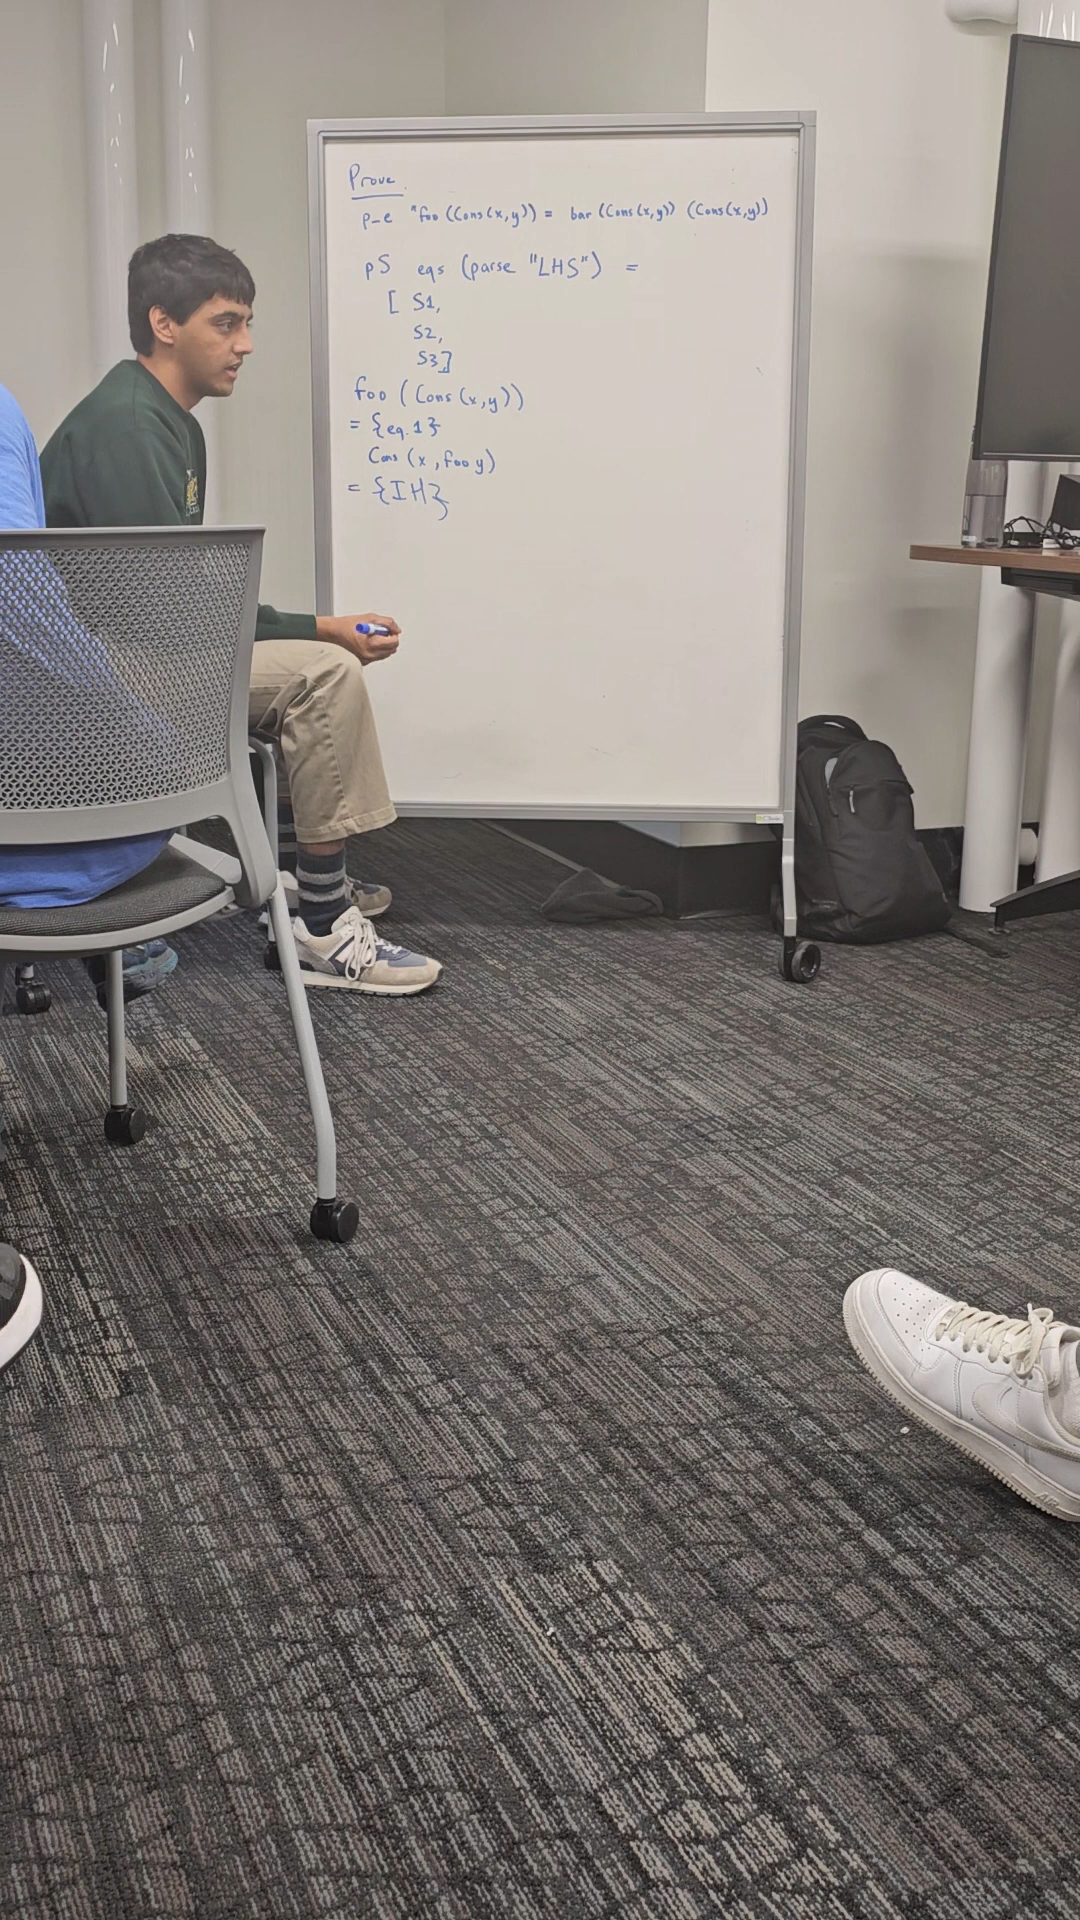 Prove
p-e "foo (Cons(x,y)) = bar (Cons(x,y)) (Cons(x,y))
pS eqs (parse "LHS") =
[ S1,
S2,
S3]
foo (Cons(x,y))
= {eq.1}
Cons (x, foo y)
= {IH}